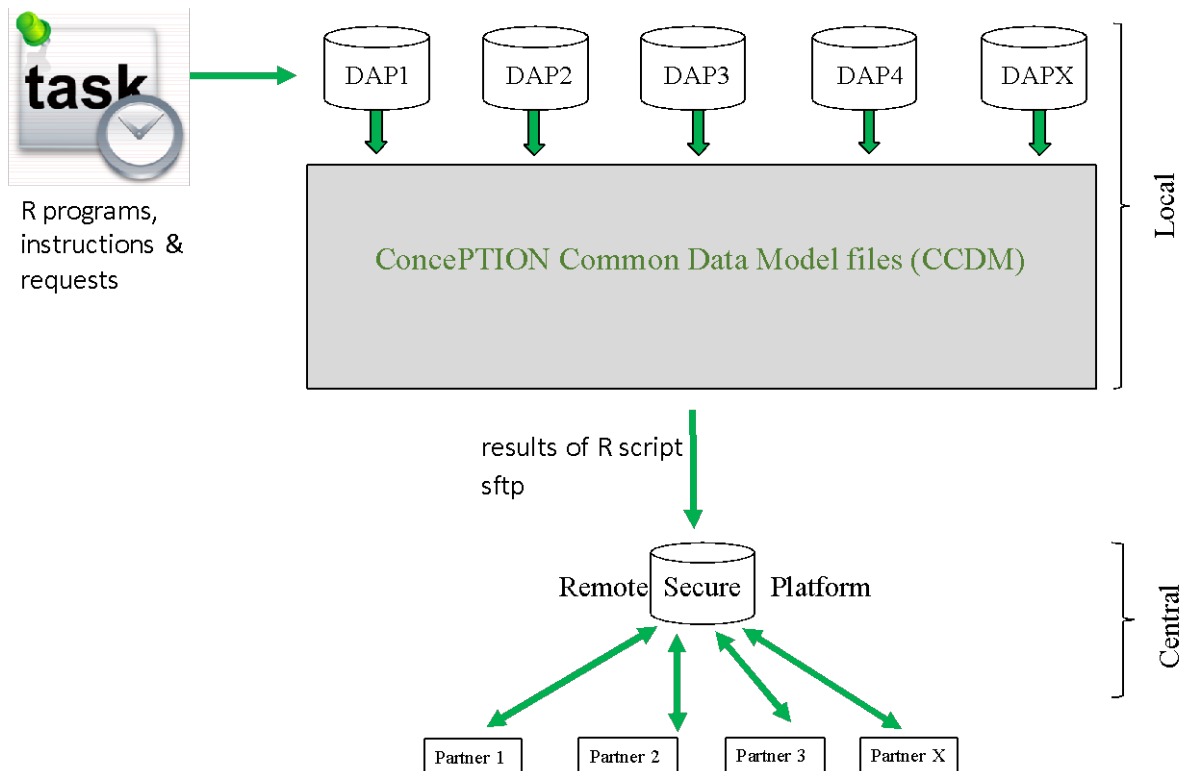 task
DAP1
DAP2
DAP3
DAP4
DAPX
R programs,
instructions &
requests
ConcePTION Common Data Model files (CCDM)
Local
results of R script
sftp
Remote Secure Platform
Central
Partner 1
Partner 2
Partner 3
Partner X